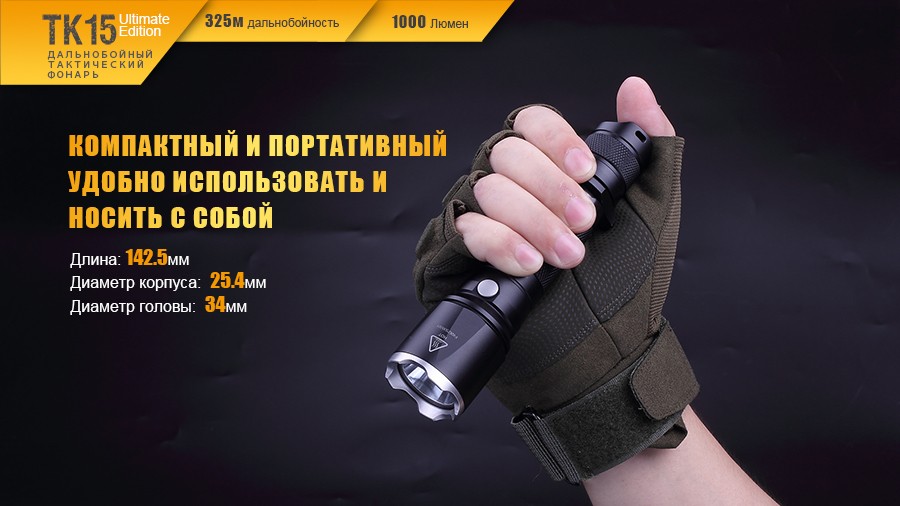 TK15 Ultimate Edition
ДАЛЬНОБОЙНЫЙ
ТАКТИЧЕСКИЙ
ФОНАРЬ
325м дальнобойность
1000 Люмен
КОМПАКТНЫЙ И ПОРТАТИВНЫЙ
УДОБНО ИСПОЛЬЗОВАТЬ И
НОСИТЬ С СОБОЙ
Длина: 142.5мм
Диаметр корпуса: 25.4мм
Диаметр головы: 34мм